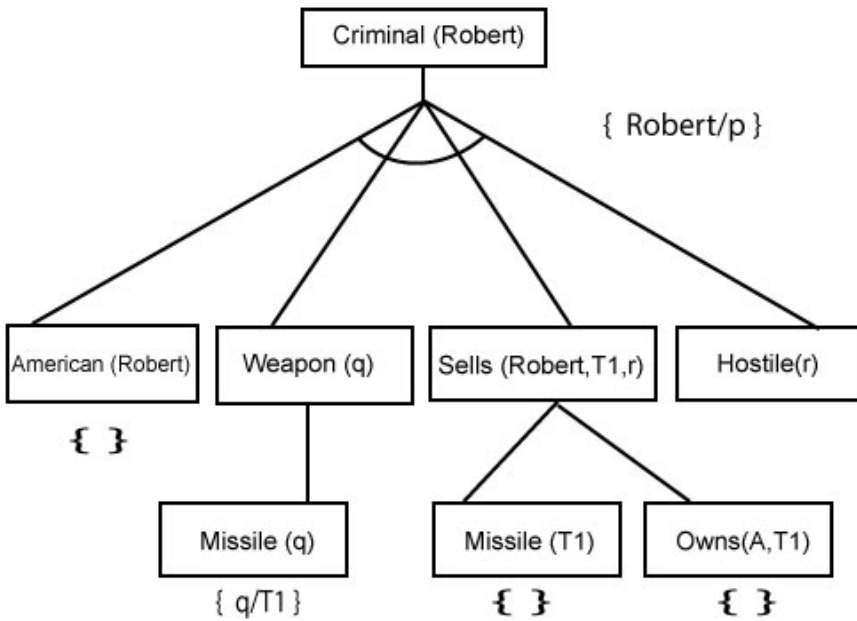 Criminal (Robert)
{ Robert/p }
American (Robert)
Weapon (q)
Sells (Robert,T1,r)
Hostile(r)
{ }
Missile (q)
Missile (T1)
Owns(A,T1)
{ q/T1 }
{ }
{ }